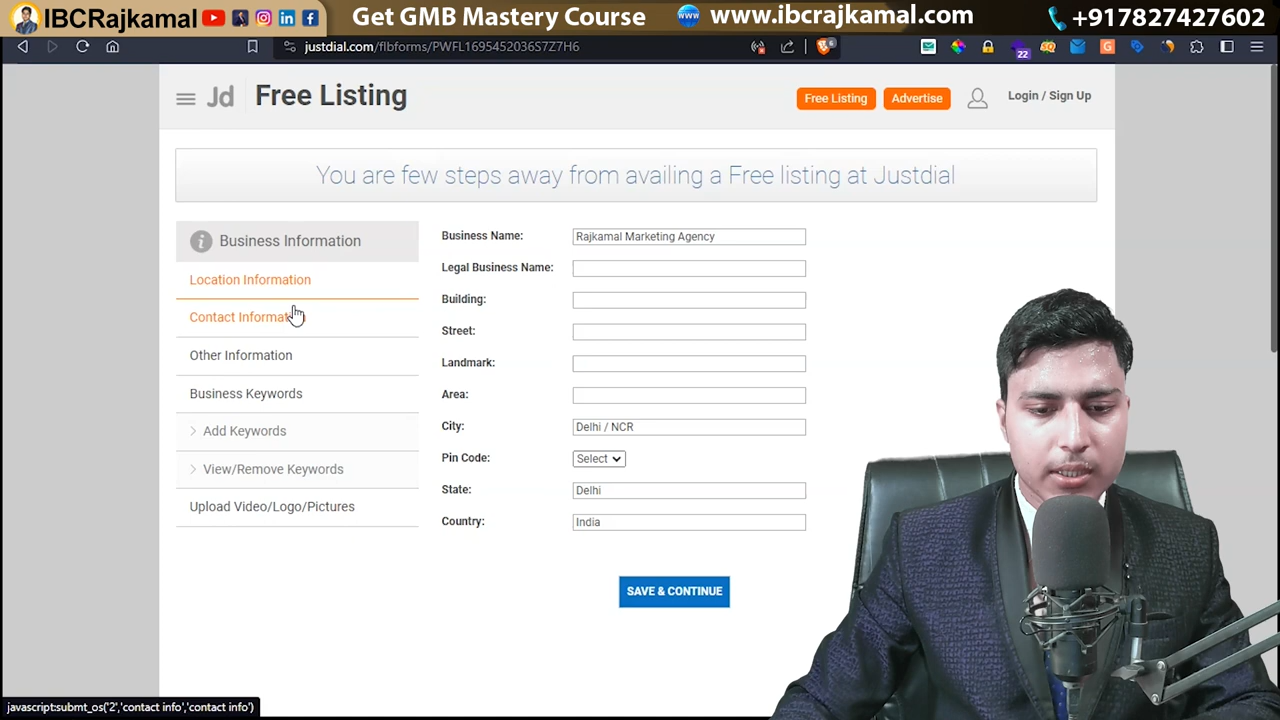 IBCRajkamal
Get GMB Mastery Course
www.ibcrajkamal.com
+917827427602
justdial.com/flbforms/PWFL1695452036S7Z7H6
6
22
Jd
Free Listing
Free Listing
Advertise
Login / Sign Up
You are few steps away from availing a Free listing at Justdial
Business Information
Location Information
Contact Informat
Other Information
Business Keywords
Add Keywords
View/Remove Keywords
Upload Video/Logo/Pictures
Business Name:
Rajkamal Marketing Agency
Legal Business Name:
Building:
Street:
Landmark:
Area:
City:
Delhi / NCR
Pin Code:
Select
State:
Delhi
Country:
India
SAVE & CONTINUE
javascript:submt_os('2','contact info','contact info')